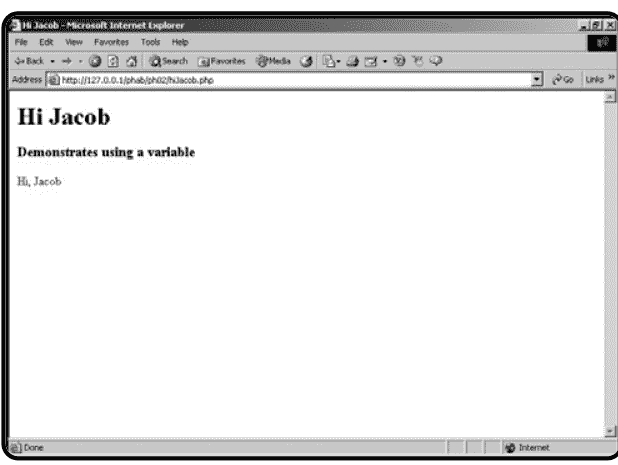 Hi Jacob - Microsoft Internet Explorer
File Edit View Favorites Tools Help
Back Search Favorites Media
Address http://127.0.0.1/phab/ph02/hiJacob.php Go Links »
Hi Jacob
Demonstrates using a variable
Hi, Jacob
Done Internet